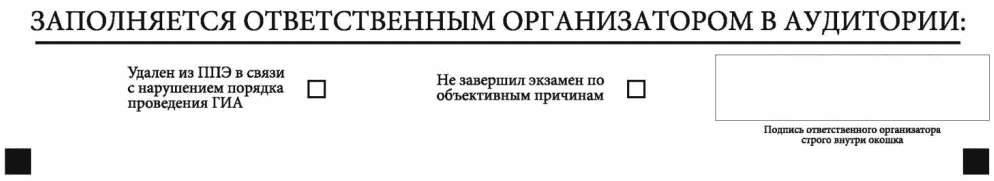 ЗАПОЛНЯЕТСЯ ОТВЕТСТВЕННЫМ ОРГАНИЗАТОРОМ В АУДИТОРИИ:
Удален из ППЭ в связи
с нарушением порядка
проведения ГИА
Не завершил экзамен по
объективным причинам
Подпись ответственного организатора
строго внутри окошка